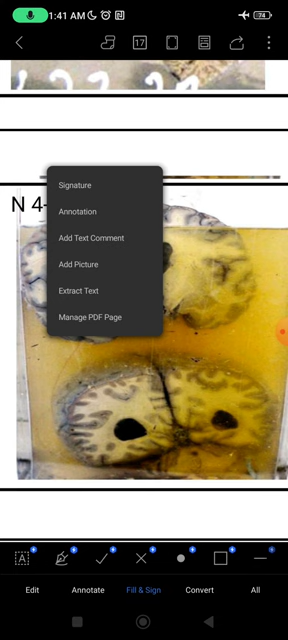 1:41 AM
74
17
N 4-
Signature
Annotation
Add Text Comment
Add Picture
Extract Text
Manage PDF Page
A
Edit
Annotate
Fill & Sign
Convert
All